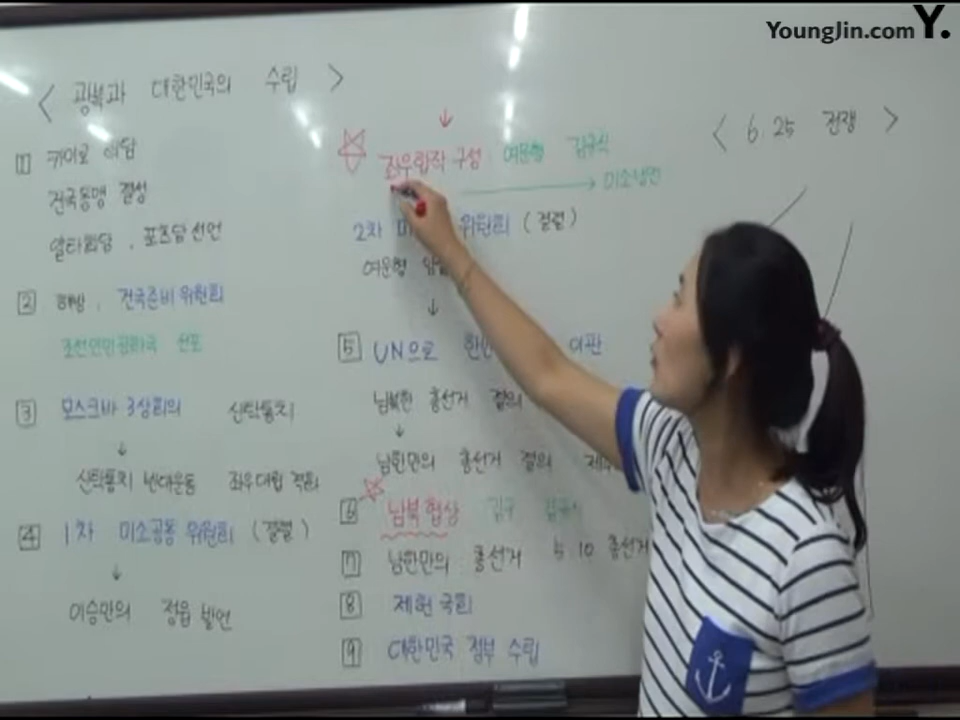 YoungJin.com Y.
< 광복과 대한민국의 수립 >
1 카이로 회담
건국동맹 결성
얄타회담, 포츠담선언
2 해방, 건국준비위원회
조선인민공화국 선포
3 모스크바 3상회의 신탁통치
↓
신탁통치 반대운동 좌우대립 격화
4 1차 미소공동위원회 (결렬)
↓
이승만의 정읍 발언
↓
☆ 좌우합작 구성 여운형 김규식
→ 미소냉전
2차 위원회 (결렬)
여운형
↓
5 UN으로 이관
남북한 총선거 결의
↓
남한만의 총선거 결의
6 ☆ 남북협상 김구
7 남한만의 총선거 5.10 총선거
8 제헌 국회
9 대한민국 정부 수립
< 6.25 전쟁 >